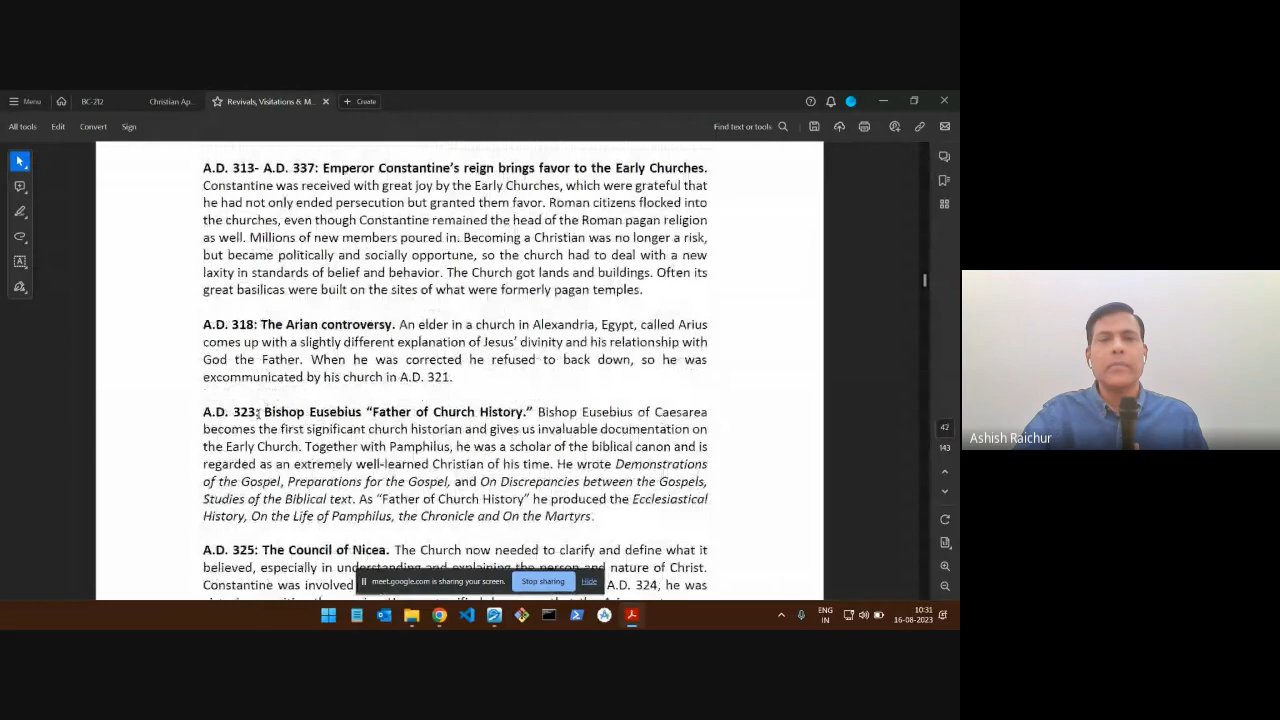 Menu
BC-212
Christian Ap...
Revivals, Visitations & M...
Create
All tools
Edit
Convert
Sign
Find text or tools
A.D. 313- A.D. 337: Emperor Constantine's reign brings favor to the Early Churches.
Constantine was received with great joy by the Early Churches, which were grateful that
he had not only ended persecution but granted them favor. Roman citizens flocked into
the churches, even though Constantine remained the head of the Roman pagan religion
as well. Millions of new members poured in. Becoming a Christian was no longer a risk,
but became politically and socially opportune, so the church had to deal with a new
laxity in standards of belief and behavior. The Church got lands and buildings. Often its
great basilicas were built on the sites of what were formerly pagan temples.
A.D. 318: The Arian controversy. An elder in a church in Alexandria, Egypt, called Arius
comes up with a slightly different explanation of Jesus' divinity and his relationship with
God the Father. When he was corrected he refused to back down, so he was
excommunicated by his church in A.D. 321.
A.D. 323: Bishop Eusebius "Father of Church History." Bishop Eusebius of Caesarea
becomes the first significant church historian and gives us invaluable documentation on
the Early Church. Together with Pamphilus, he was a scholar of the biblical canon and is
regarded as an extremely well-learned Christian of his time. He wrote Demonstrations
of the Gospel, Preparations for the Gospel, and On Discrepancies between the Gospels,
Studies of the Biblical text. As "Father of Church History" he produced the Ecclesiastical
History, On the Life of Pamphilus, the Chronicle and On the Martyrs.
A.D. 325: The Council of Nicea. The Church now needed to clarify and define what it
believed, especially in understanding and explaining the person and nature of Christ.
Constantine was involved A.D. 324, he was
meet.google.com is sharing your screen.
Stop sharing
Hide
47
143
Ashish Raichur
ENG
IN
10:31
16-08-2023